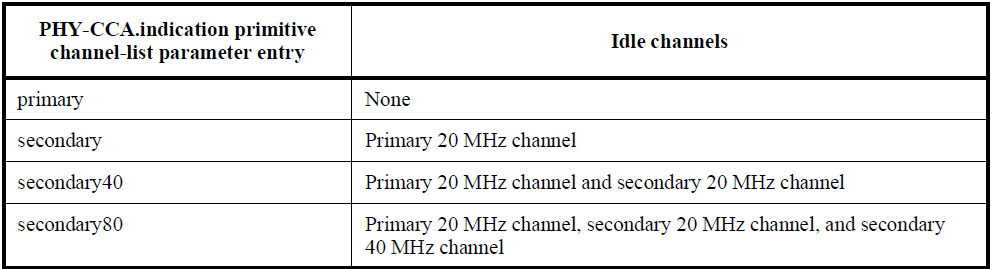 PHY-CCA.indication primitive
channel-list parameter entry
Idle channels
primary
None
secondary
Primary 20 MHz channel
secondary40
Primary 20 MHz channel and secondary 20 MHz channel
secondary80
Primary 20 MHz channel, secondary 20 MHz channel, and secondary
40 MHz channel